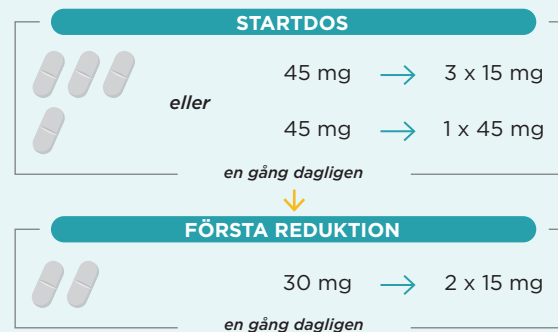 STARTDOS
45 mg → 3 x 15 mg
eller
45 mg → 1 x 45 mg
en gång dagligen
FÖRSTA REDUKTION
30 mg → 2 x 15 mg
en gång dagligen